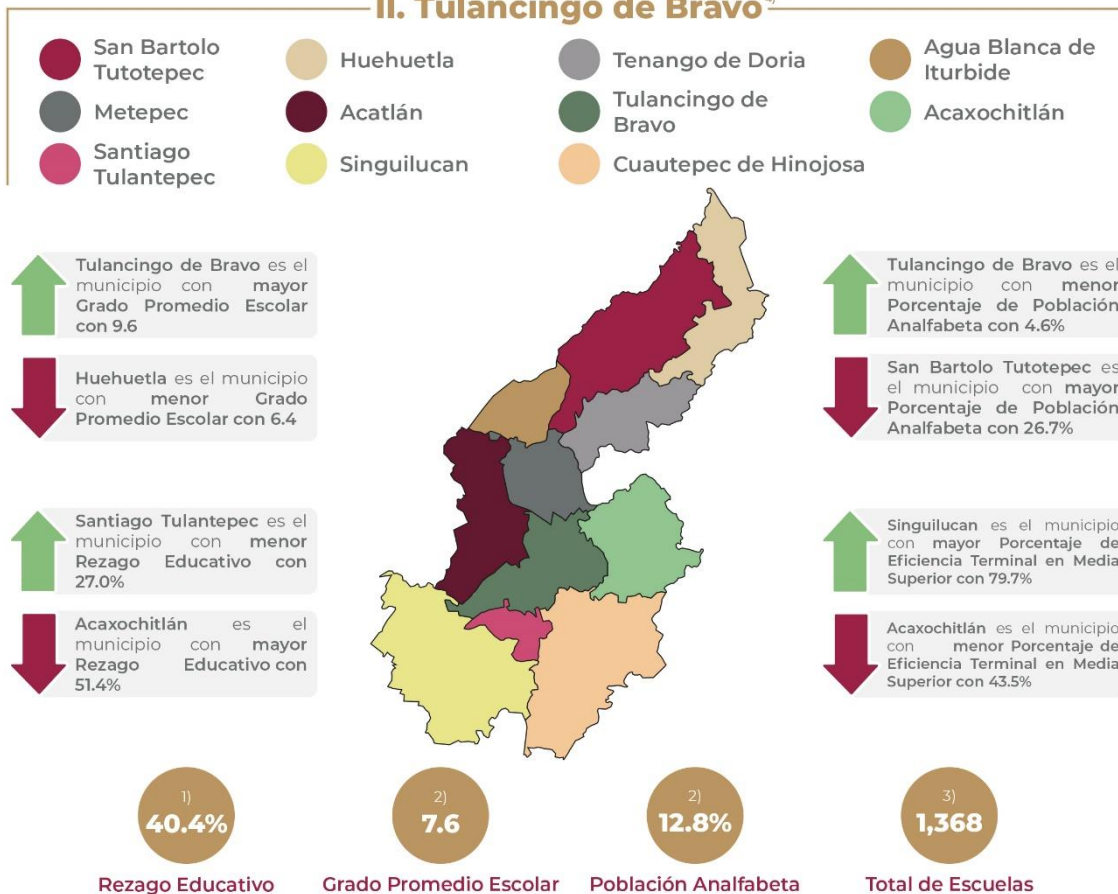 II. Tulancingo de Bravo 4)
San Bartolo
Tutotepec
Huehuetla
Tenango de Doria
Agua Blanca de
Iturbide
Metepec
Acatlán
Tulancingo de
Bravo
Acaxochitlán
Santiago
Tulantepec
Singuilucan
Cuautepec de Hinojosa
Tulancingo de Bravo es el
municipio con mayor
Grado Promedio Escolar
con 9.6
Huehuetla es el municipio
con menor Grado
Promedio Escolar con 6.4
Santiago Tulantepec es el
municipio con menor
Rezago Educativo con
27.0%
Acaxochitlán es el
municipio con mayor
Rezago Educativo con
51.4%
Tulancingo de Bravo es el
municipio con menor
Porcentaje de Población
Analfabeta con 4.6%
San Bartolo Tutotepec es
el municipio con mayor
Porcentaje de Población
Analfabeta con 26.7%
Singuilucan es el municipio
con mayor Porcentaje de
Eficiencia Terminal en Media
Superior con 79.7%
Acaxochitlán es el municipio
con menor Porcentaje de
Eficiencia Terminal en Media
Superior con 43.5%
1)
40.4%
Rezago Educativo
2)
7.6
Grado Promedio Escolar
2)
12.8%
Población Analfabeta
3)
1,368
Total de Escuelas